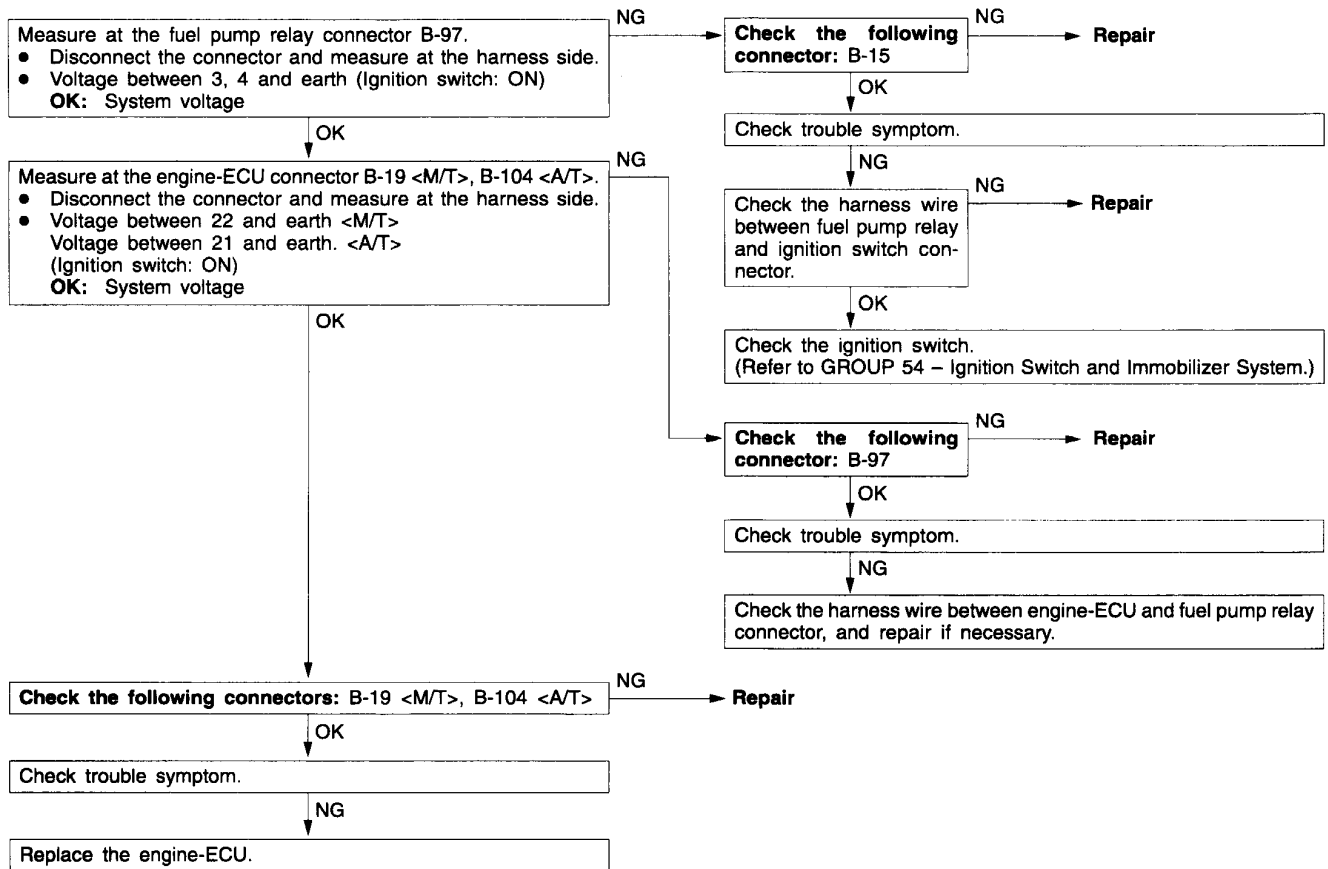 Measure at the fuel pump relay connector B-97.
● Disconnect the connector and measure at the harness side.
● Voltage between 3, 4 and earth (Ignition switch: ON)
OK: System voltage
NG
Check the following
connector: B-15
NG
Repair
OK
Check trouble symptom.
NG
Check the harness wire
between fuel pump relay
and ignition switch con-
nector.
NG
Repair
OK
Check the ignition switch.
(Refer to GROUP 54 – Ignition Switch and Immobilizer System.)
OK
Measure at the engine-ECU connector B-19 <M/T>, B-104 <A/T>.
● Disconnect the connector and measure at the harness side.
● Voltage between 22 and earth <M/T>
Voltage between 21 and earth. <A/T>
(Ignition switch: ON)
OK: System voltage
NG
Check the following
connector: B-97
NG
Repair
OK
Check trouble symptom.
NG
Check the harness wire between engine-ECU and fuel pump relay
connector, and repair if necessary.
OK
Check the following connectors: B-19 <M/T>, B-104 <A/T>
NG
Repair
OK
Check trouble symptom.
NG
Replace the engine-ECU.